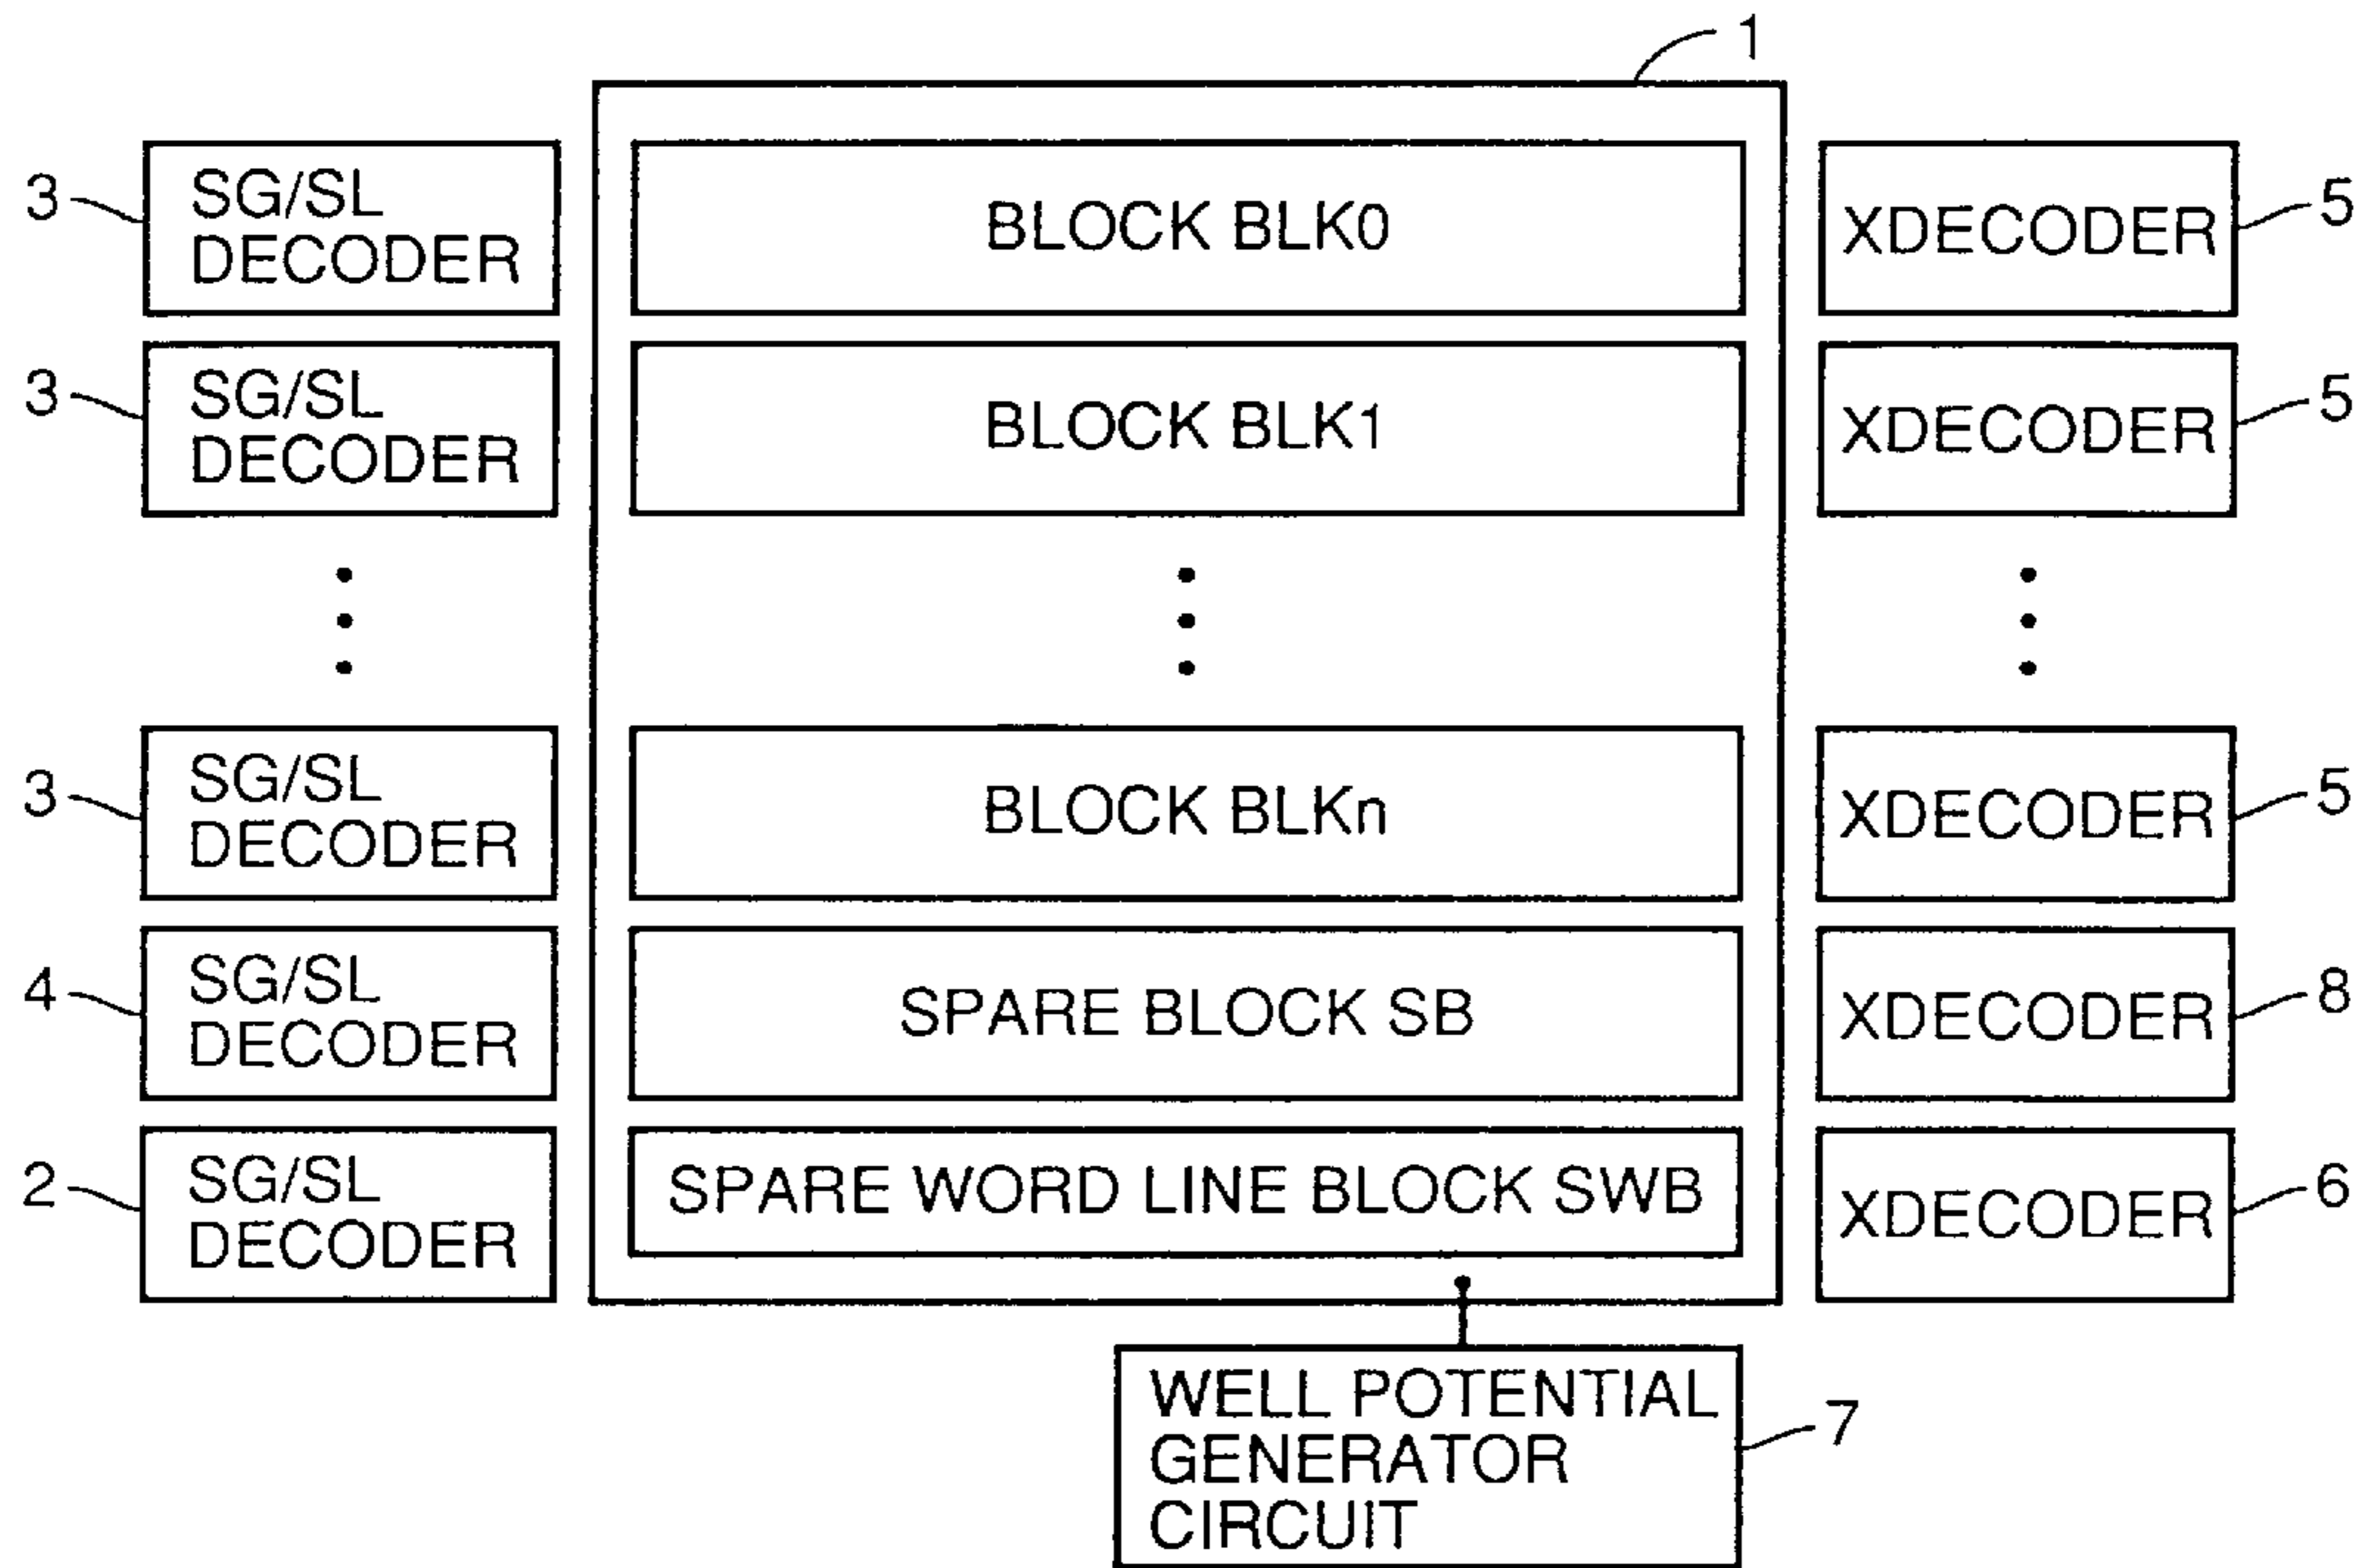 1
3
SG/SL
DECODER
BLOCK BLK0
XDECODER
5
3
SG/SL
DECODER
BLOCK BLK1
XDECODER
5
3
SG/SL
DECODER
BLOCK BLKn
XDECODER
5
4
SG/SL
DECODER
SPARE BLOCK SB
XDECODER
8
2
SG/SL
DECODER
SPARE WORD LINE BLOCK SWB
XDECODER
6
WELL POTENTIAL
GENERATOR
CIRCUIT
7